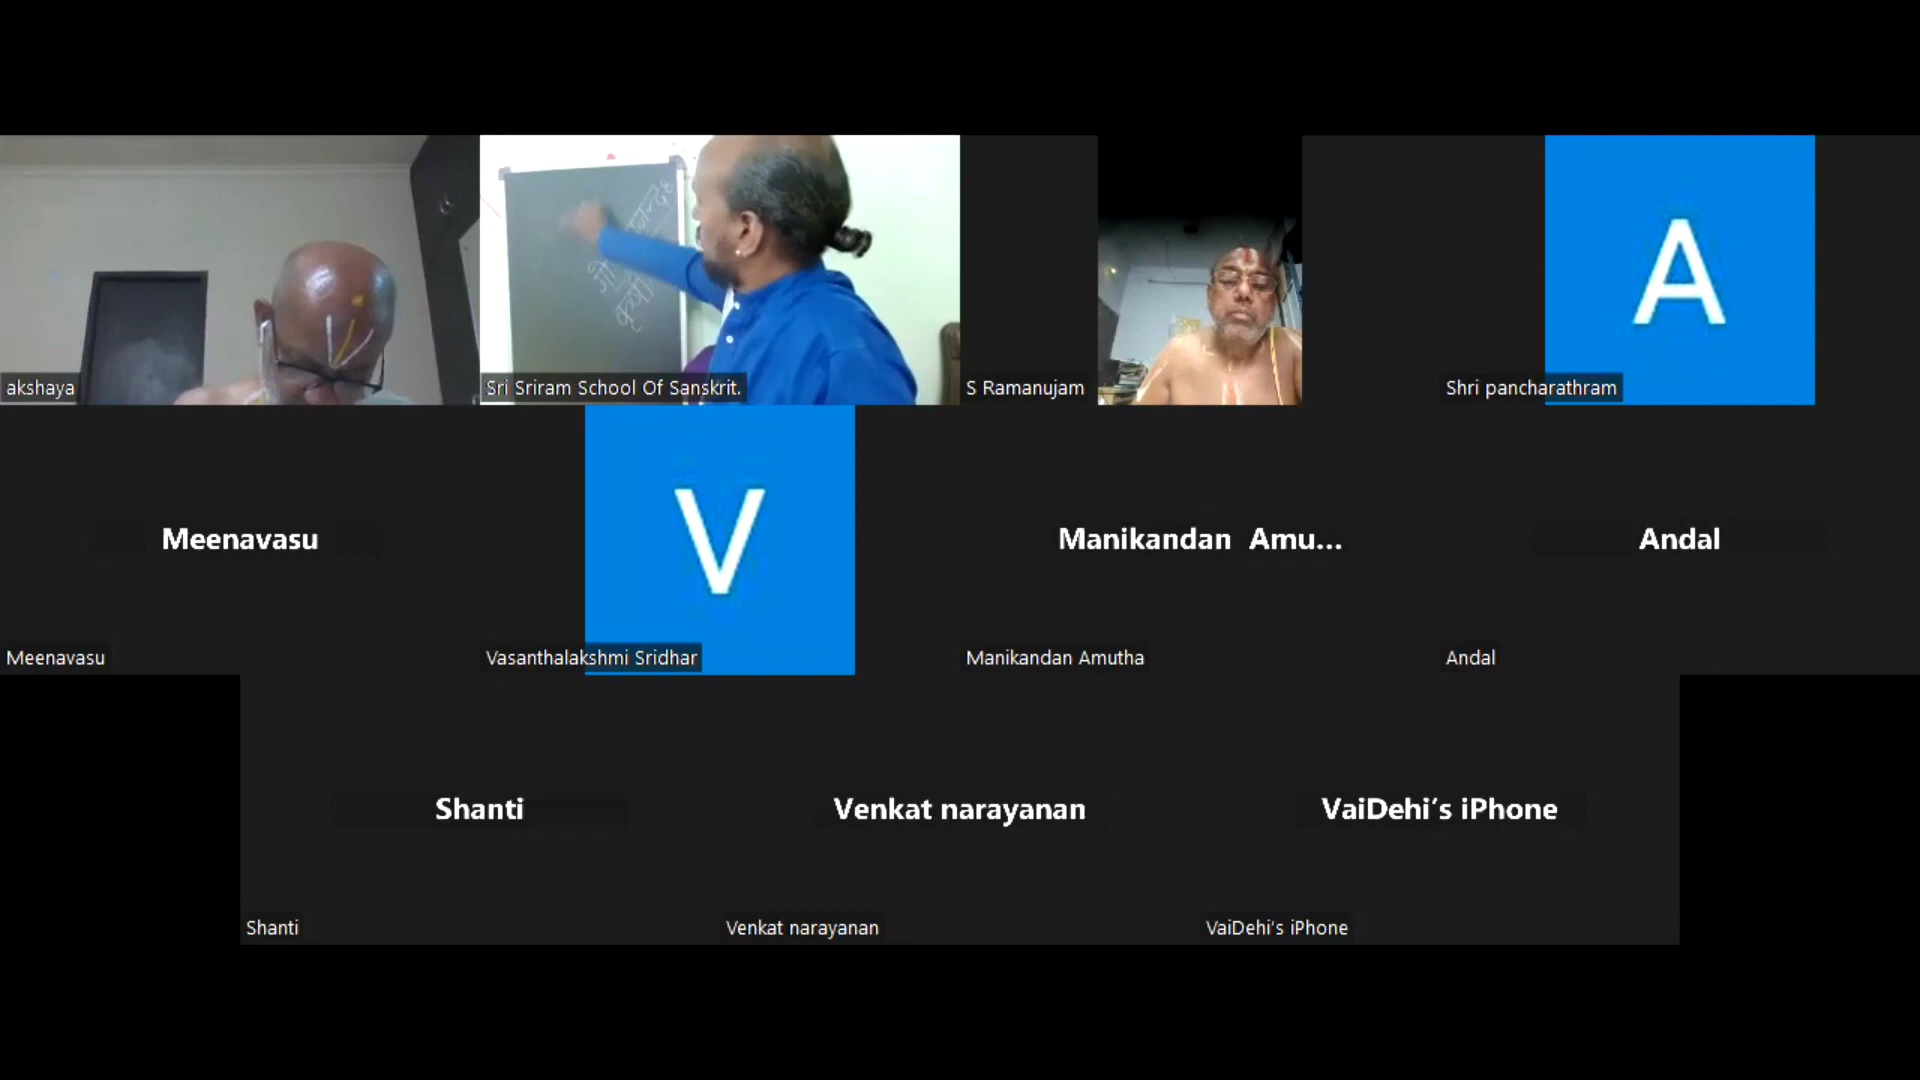 akshaya
Sri Sriram School Of Sanskrit.
S Ramanujam
A
Shri pancharathram
Meenavasu
V
Manikandan Amu...
Andal
Meenavasu
Vasanthalakshmi Sridhar
Manikandan Amutha
Andal
Shanti
Venkat narayanan
VaiDehi’s iPhone
Shanti
Venkat narayanan
VaiDehi's iPhone